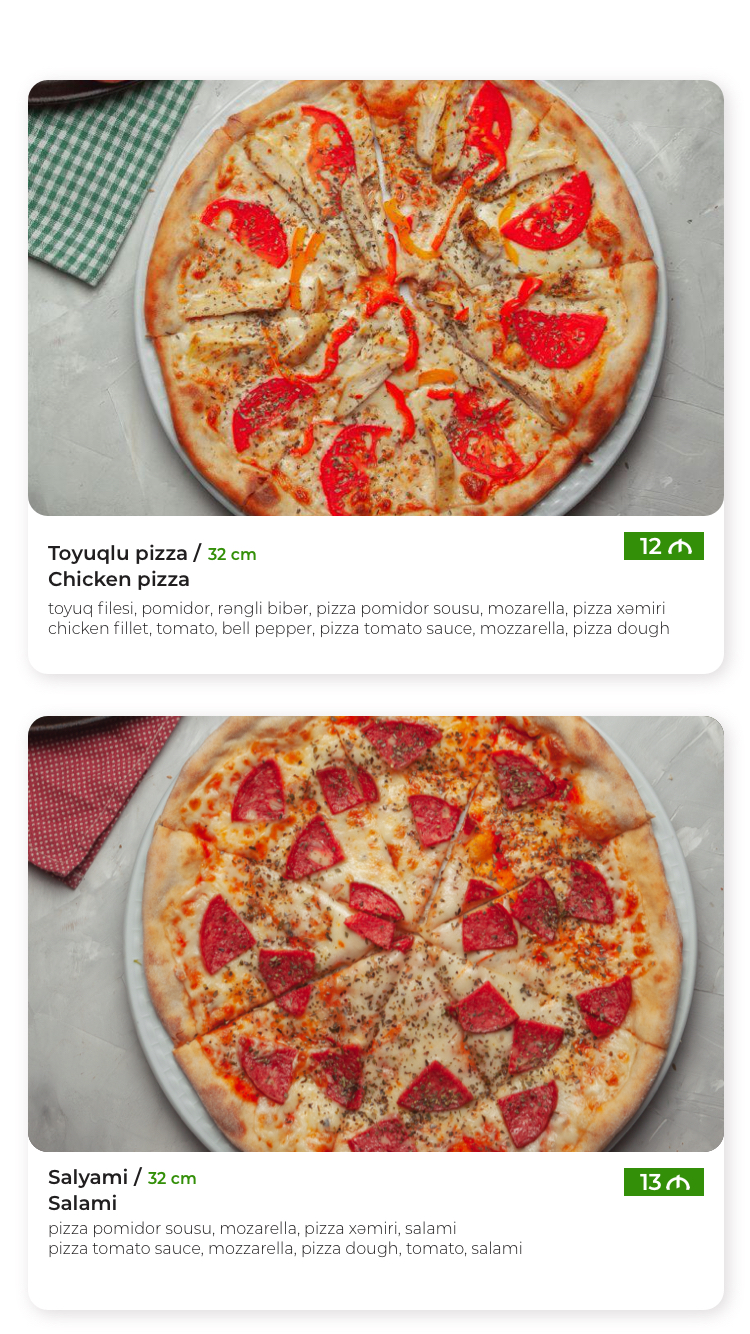 Toyuqlu pizza / 32 cm
12 ₼
Chicken pizza
toyuq filesi, pomidor, rəngli bibər, pizza pomidor sousu, mozarella, pizza xəmiri
chicken fillet, tomato, bell pepper, pizza tomato sauce, mozzarella, pizza dough
Salyami / 32 cm
13 ₼
Salami
pizza pomidor sousu, mozarella, pizza xəmiri, salami
pizza tomato sauce, mozzarella, pizza dough, tomato, salami